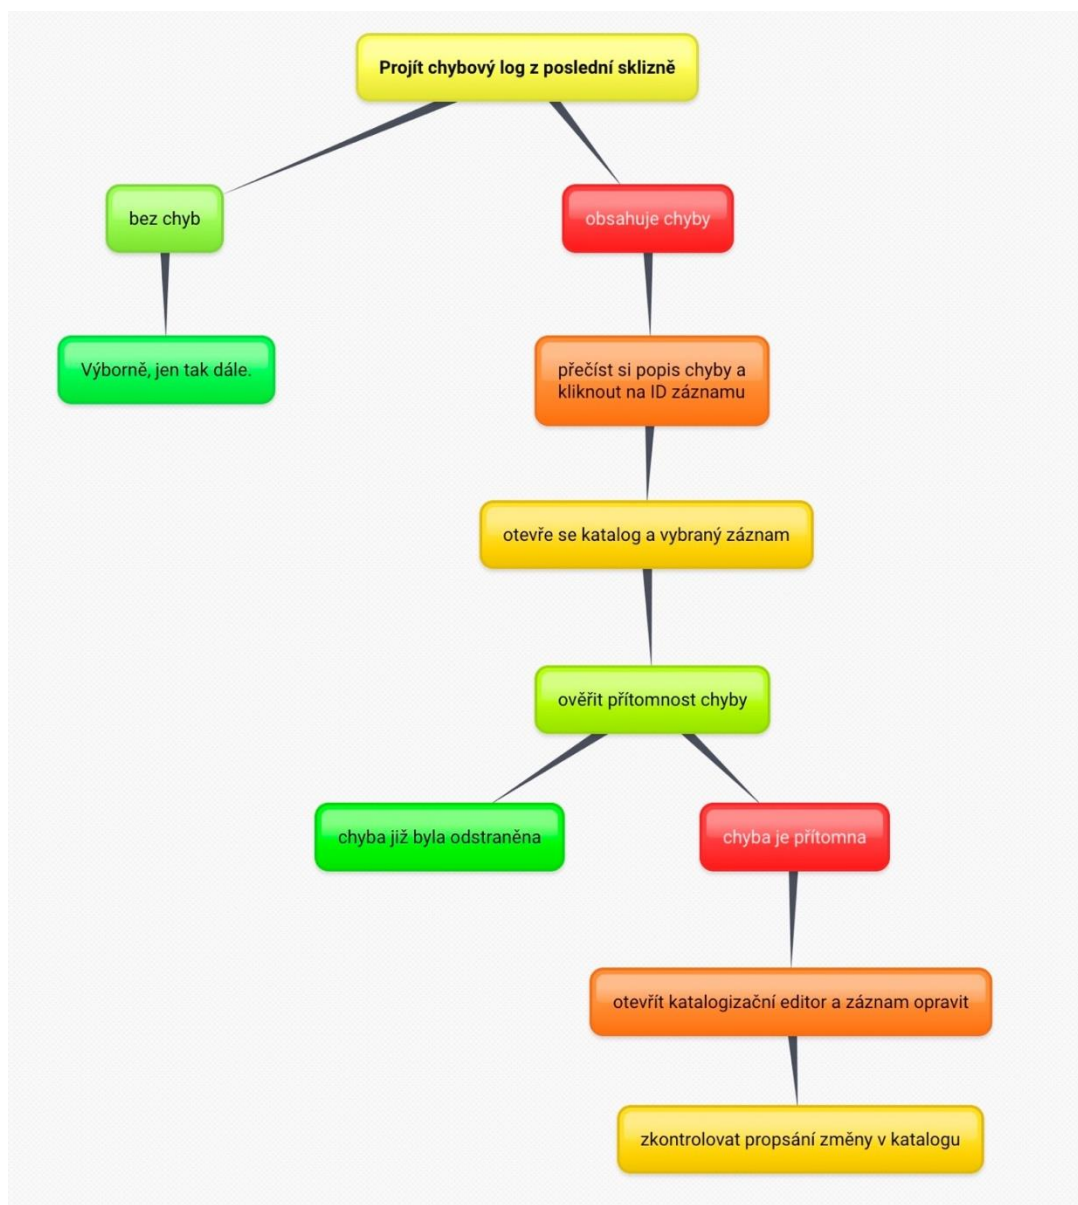 Projít chybový log z poslední sklizně
bez chyb
obsahuje chyby
Výborně, jen tak dále.
přečíst si popis chyby a
kliknout na ID záznamu
otevře se katalog a vybraný záznam
ověřit přítomnost chyby
chyba již byla odstraněna
chyba je přítomna
otevřít katalogizační editor a záznam opravit
zkontrolovat propsání změny v katalogu